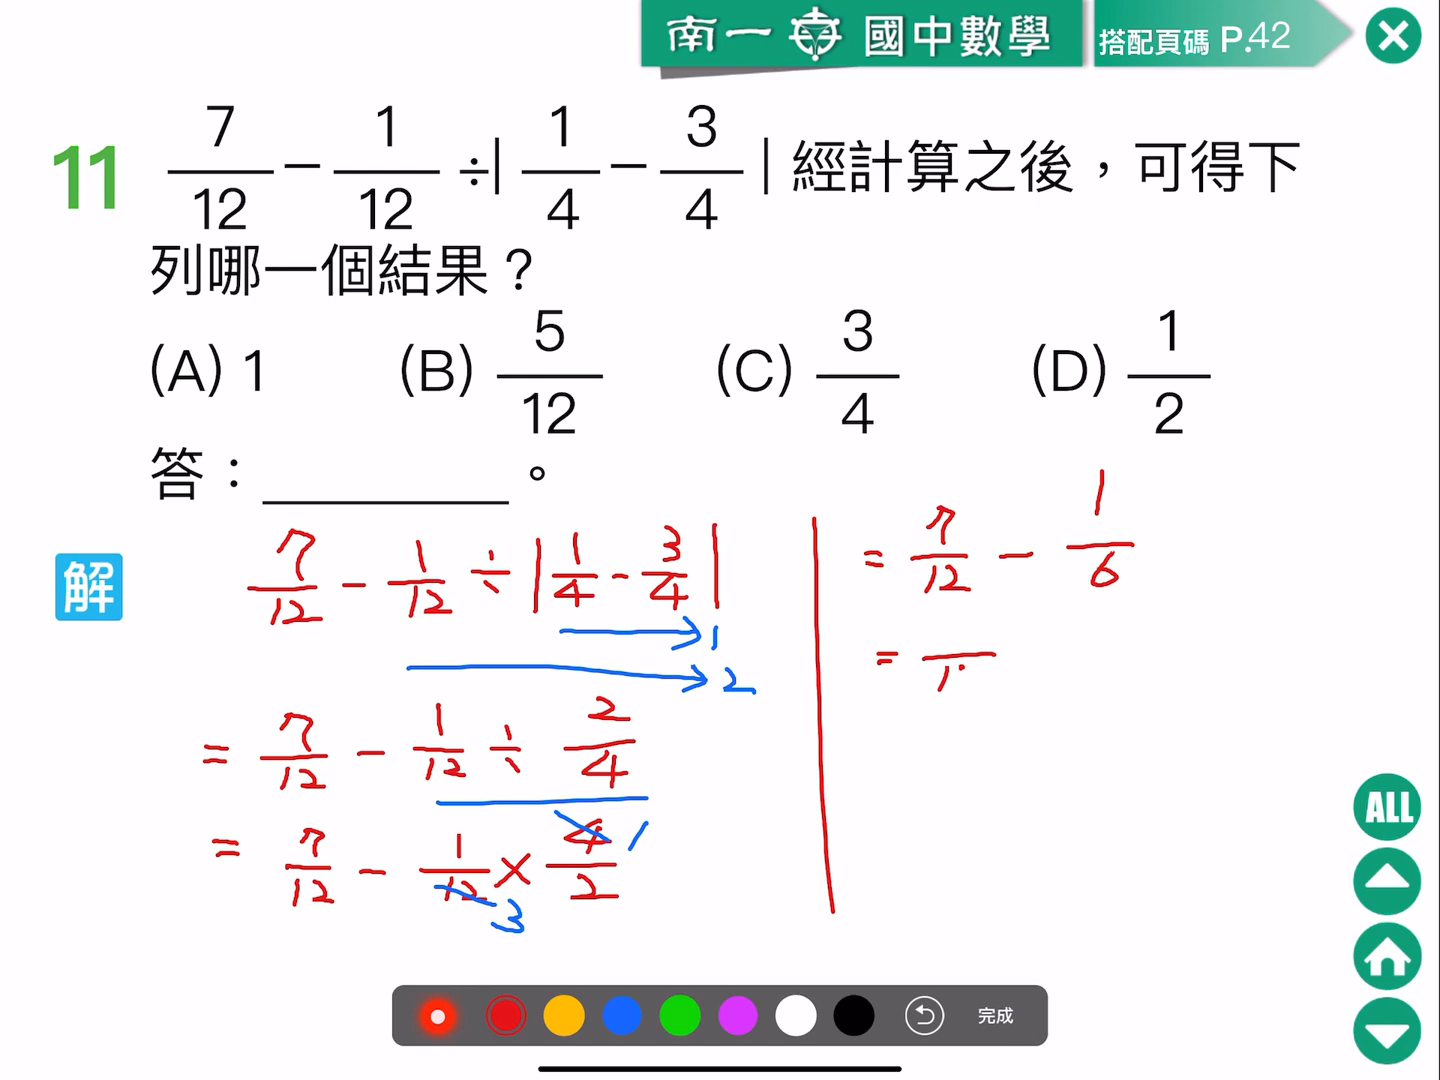 南一 國中數學 搭配頁碼 P.42
11 7/12 − 1/12 ÷| 1/4 − 3/4 | 經計算之後，可得下
列哪一個結果？
(A) 1 (B) 5/12 (C) 3/4 (D) 1/2
答：__________。
解
7/12 − 1/12 ÷ |1/4 - 3/4|
1
2
= 7/12 − 1/12 ÷ 2/4
= 7/12 − 1/12 × 4/2
1
3
= 7/12 − 1/6
=
ALL
完成